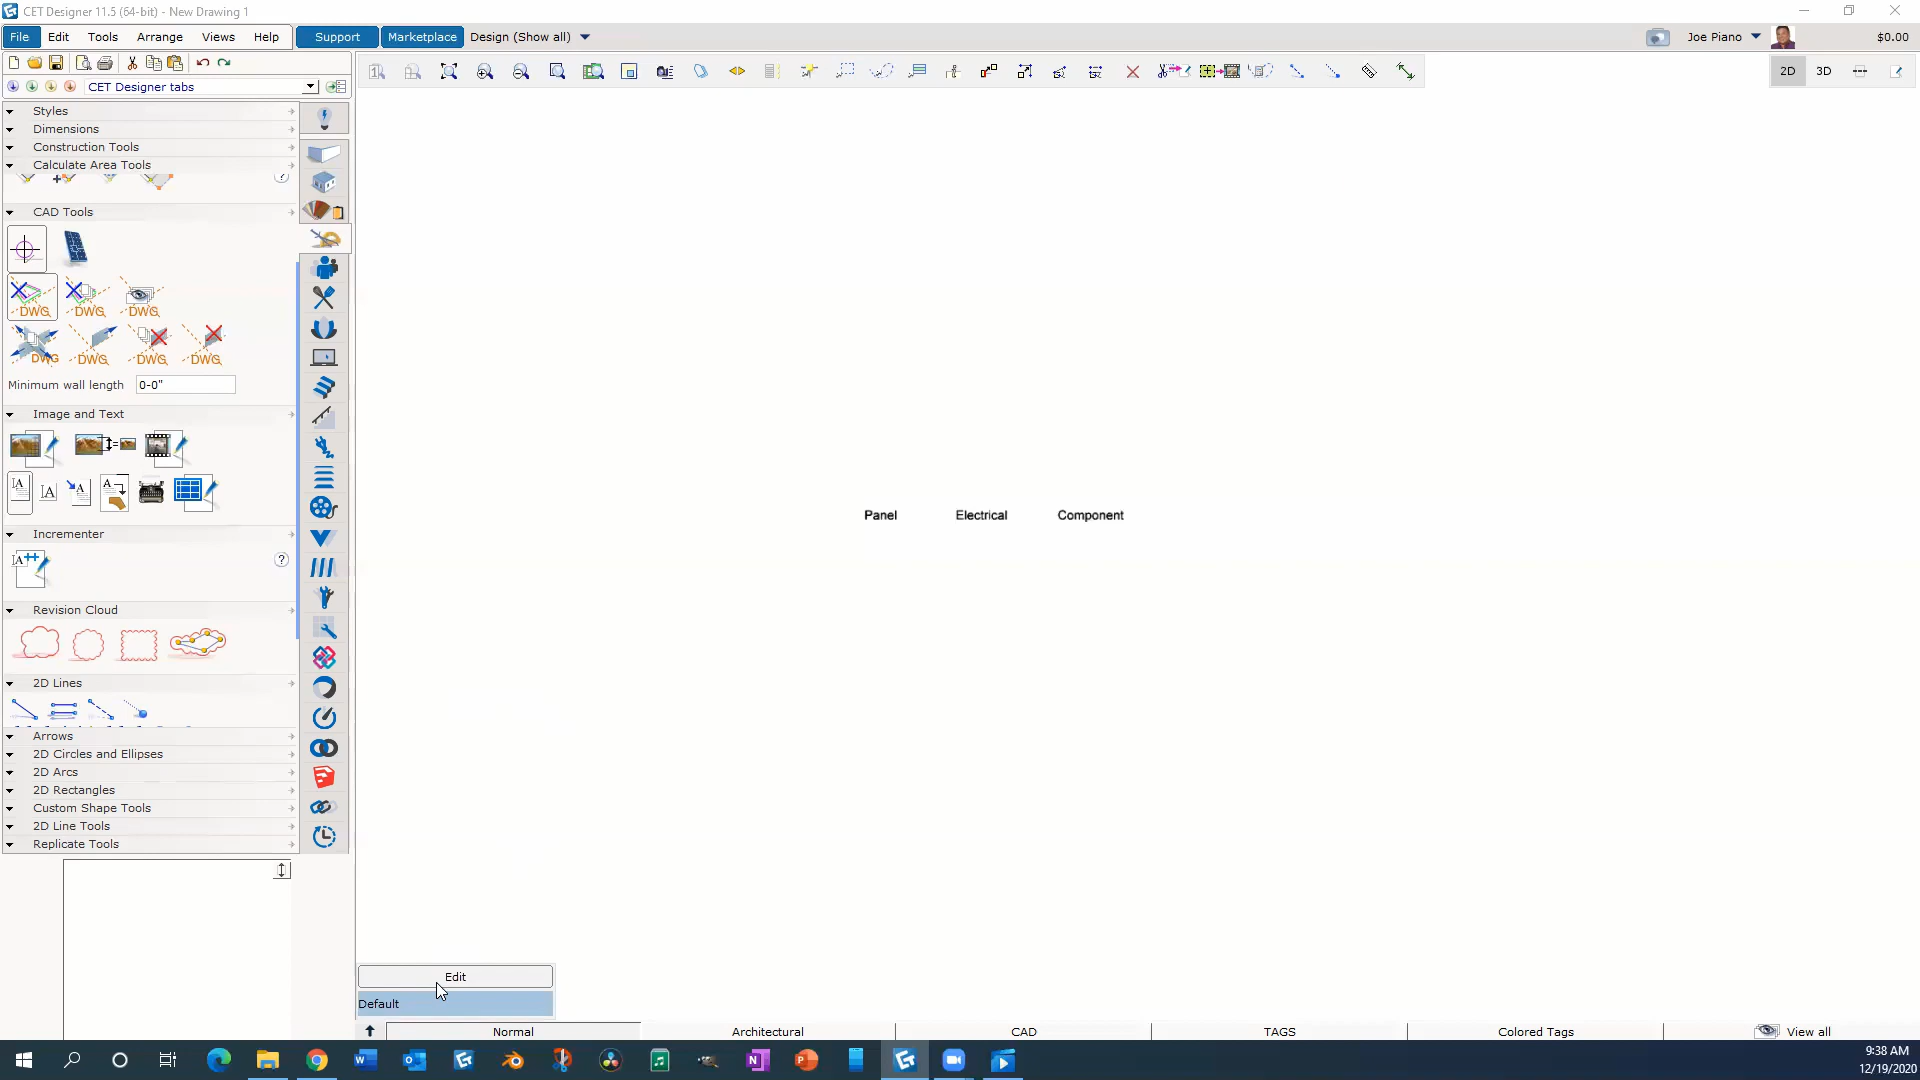 CET Designer 11.5 (64-bit) - New Drawing 1
File Edit Tools Arrange Views Help Support Marketplace Design (Show all) Joe Piano $0.00
CET Designer tabs
2D 3D
Styles
Dimensions
Construction Tools
Calculate Area Tools
?
CAD Tools
DWG DWG DWG
DWG DWG DWG DWG
Minimum wall length 0-0"
Image and Text
A A A A
Incrementer
A ?
Revision Cloud
2D Lines
Arrows
2D Circles and Ellipses
2D Arcs
2D Rectangles
Custom Shape Tools
2D Line Tools
Replicate Tools
Panel Electrical Component
Edit
Default
Normal Architectural CAD TAGS Colored Tags View all
9:38 AM
12/19/2020